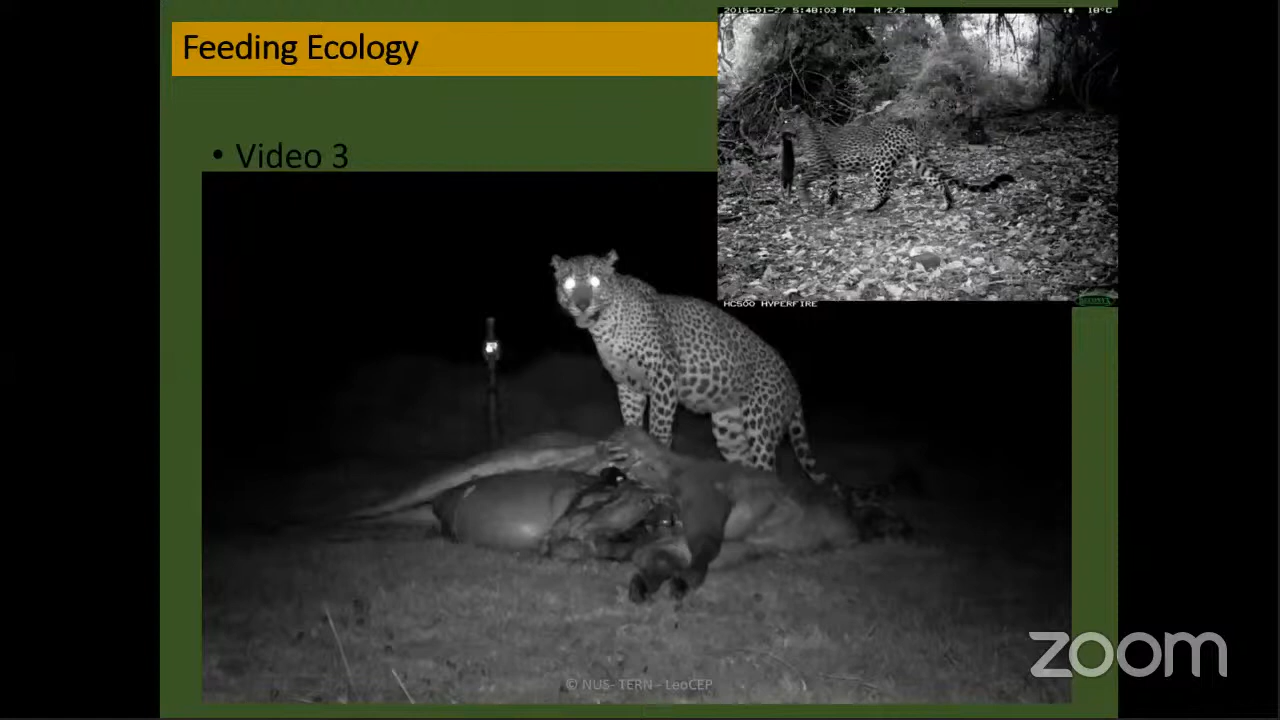 2016-01-27 5:48:03 PM M 2/3 18°C
Feeding Ecology
• Video 3
HC500 HYPERFIRE
zoom
© NUS- TERN - LeoCEP